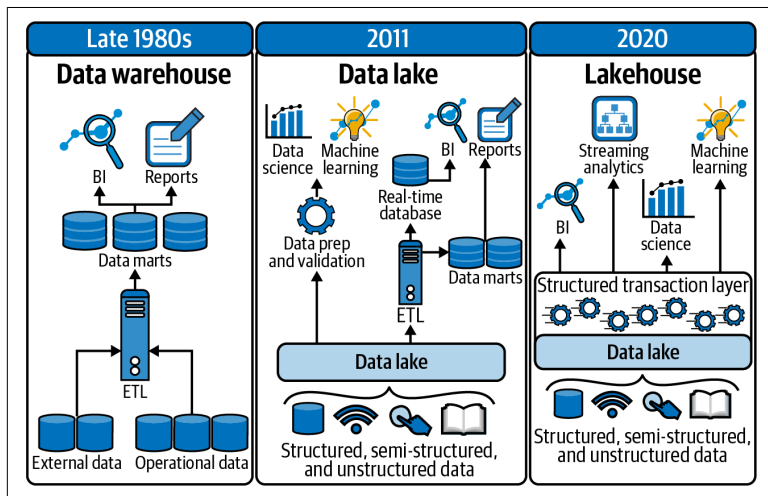 Late 1980s
Data warehouse
BI
Reports
Data marts
ETL
External data
Operational data
2011
Data lake
Data
science
Machine
learning
BI
Reports
Real-time
database
Data prep
and validation
Data marts
ETL
Data lake
Structured, semi-structured,
and unstructured data
2020
Lakehouse
Streaming
analytics
Machine
learning
BI
Data
science
Structured transaction layer
Data lake
Structured, semi-structured,
and unstructured data